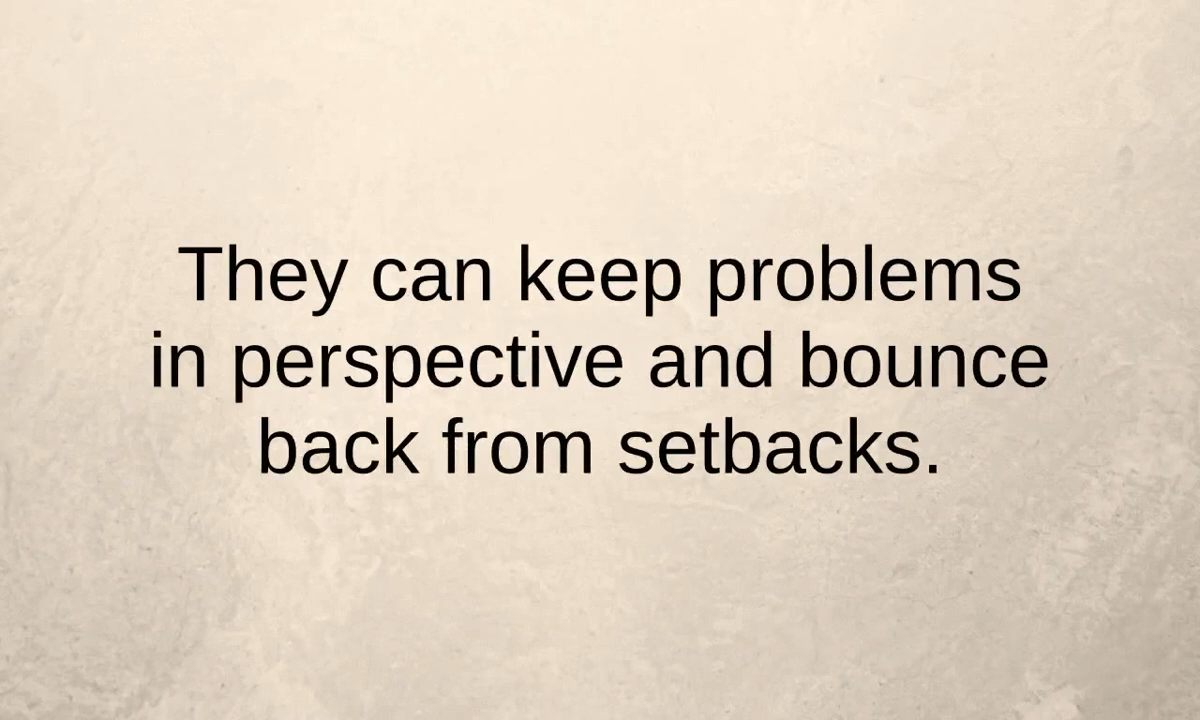 They can keep problems
in perspective and bounce
back from setbacks.